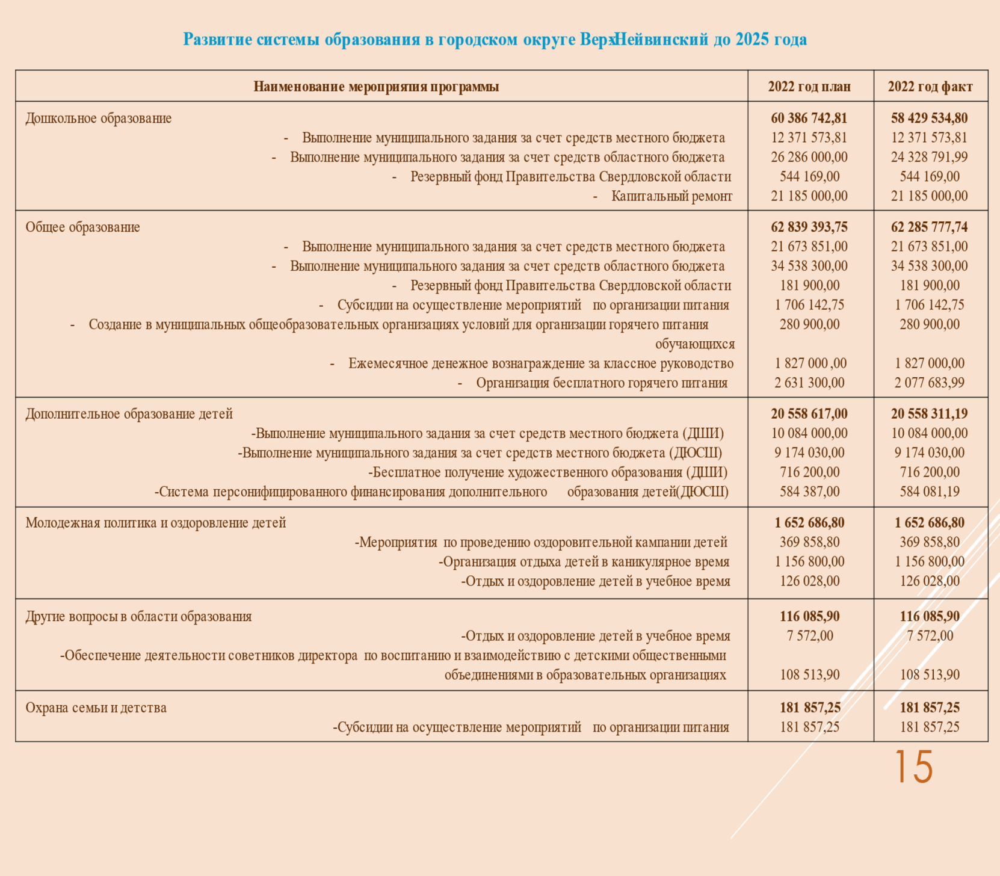 Развитие системы образования в городском округе ВерхНейвинский до 2025 года
Наименование мероприятия программы 2022 год план 2022 год факт
Дошкольное образование 60 386 742,81 58 429 534,80
- Выполнение муниципального задания за счет средств местного бюджета 12 371 573,81 12 371 573,81
- Выполнение муниципального задания за счет средств областного бюджета 26 286 000,00 24 328 791,99
- Резервный фонд Правительства Свердловской области 544 169,00 544 169,00
- Капитальный ремонт 21 185 000,00 21 185 000,00
Общее образование 62 839 393,75 62 285 777,74
- Выполнение муниципального задания за счет средств местного бюджета 21 673 851,00 21 673 851,00
- Выполнение муниципального задания за счет средств областного бюджета 34 538 300,00 34 538 300,00
- Резервный фонд Правительства Свердловской области 181 900,00 181 900,00
- Субсидии на осуществление мероприятий по организации питания 1 706 142,75 1 706 142,75
- Создание в муниципальных общеобразовательных организациях условий для организации горячего питания 280 900,00 280 900,00
обучающихся
- Ежемесячное денежное вознаграждение за классное руководство 1 827 000 ,00 1 827 000,00
- Организация бесплатного горячего питания 2 631 300,00 2 077 683,99
Дополнительное образование детей 20 558 617,00 20 558 311,19
-Выполнение муниципального задания за счет средств местного бюджета (ДШИ) 10 084 000,00 10 084 000,00
-Выполнение муниципального задания за счет средств местного бюджета (ДЮСШ) 9 174 030,00 9 174 030,00
-Бесплатное получение художественного образования (ДШИ) 716 200,00 716 200,00
-Система персонифицированного финансирования дополнительного образования детей(ДЮСШ) 584 387,00 584 081,19
Молодежная политика и оздоровление детей 1 652 686,80 1 652 686,80
-Мероприятия по проведению оздоровительной кампании детей 369 858,80 369 858,80
-Организация отдыха детей в каникулярное время 1 156 800,00 1 156 800,00
-Отдых и оздоровление детей в учебное время 126 028,00 126 028,00
Другие вопросы в области образования 116 085,90 116 085,90
-Отдых и оздоровление детей в учебное время 7 572,00 7 572,00
-Обеспечение деятельности советников директора по воспитанию и взаимодействию с детскими общественными
объединениями в образовательных организациях 108 513,90 108 513,90
Охрана семьи и детства 181 857,25 181 857,25
-Субсидии на осуществление мероприятий по организации питания 181 857,25 181 857,25
15